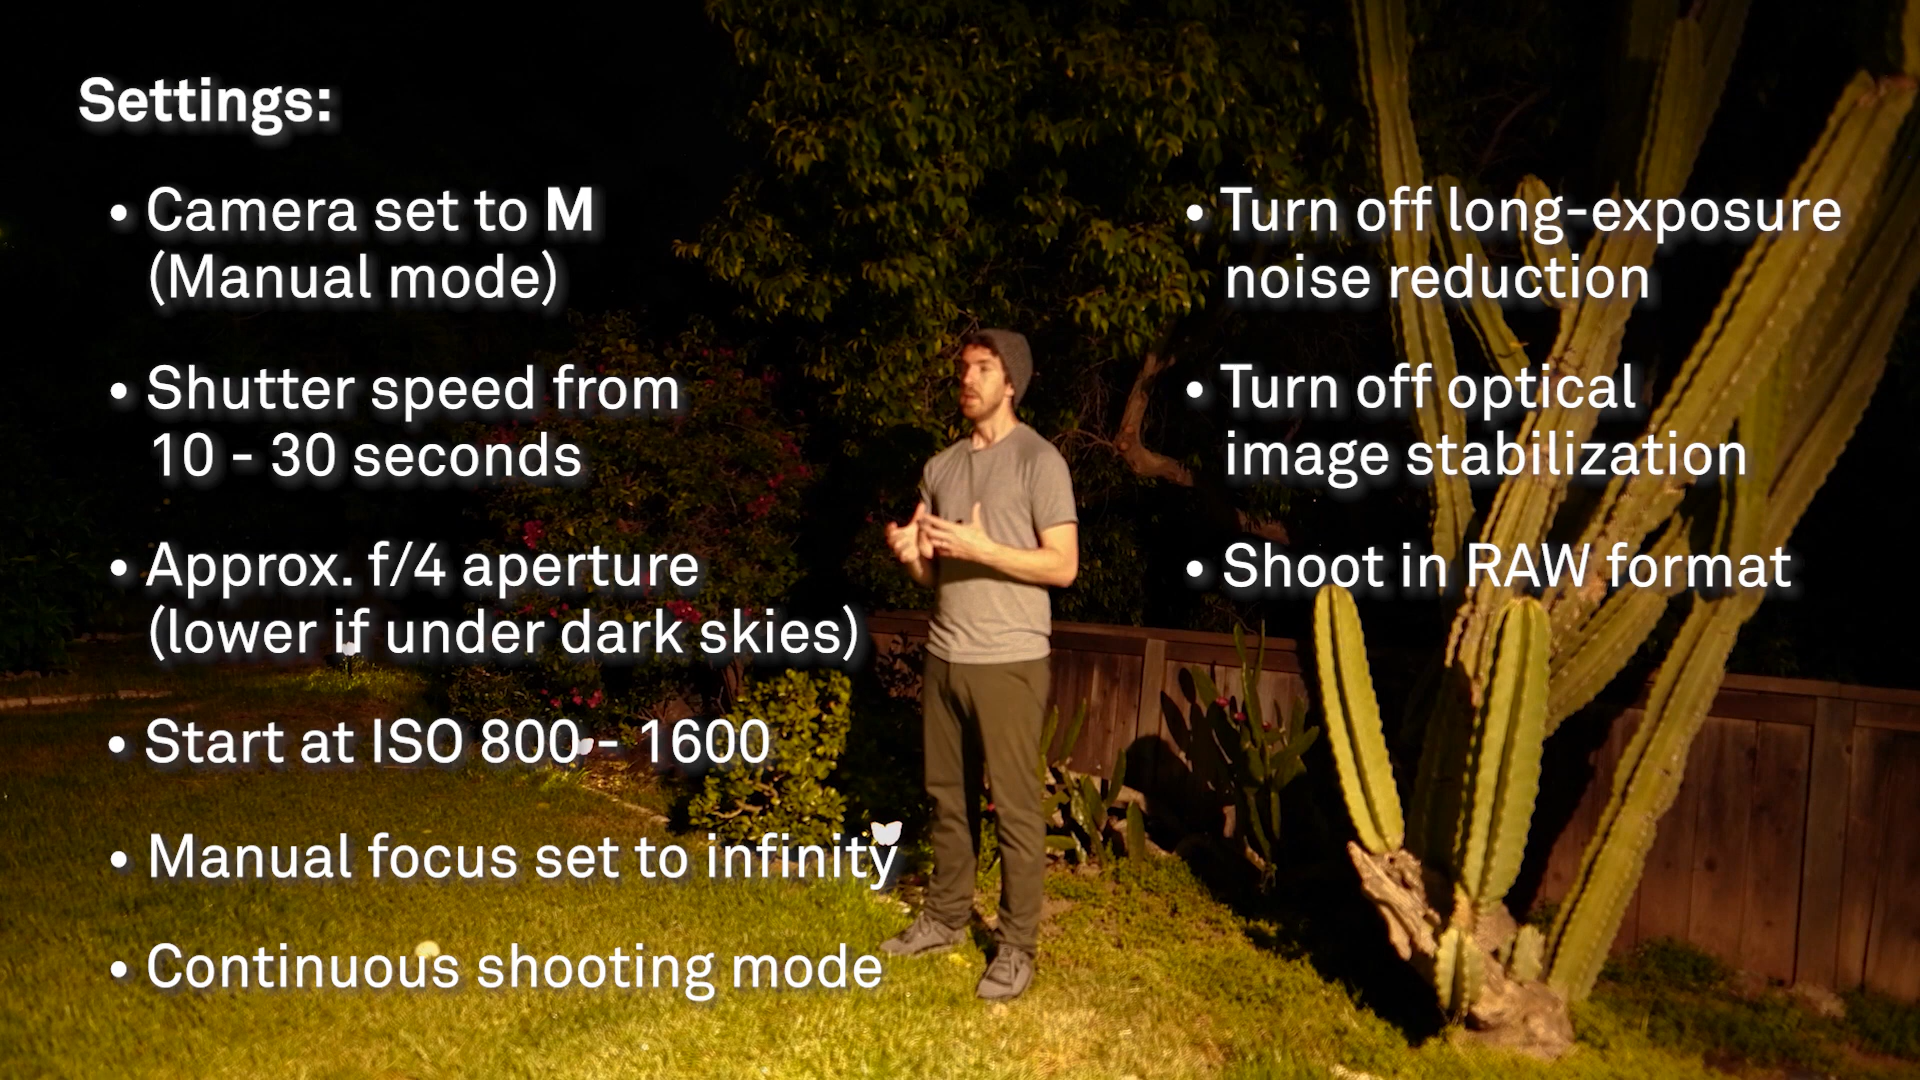 Settings:
• Camera set to M
(Manual mode)
• Shutter speed from
10 - 30 seconds
• Approx. f/4 aperture
(lower if under dark skies)
• Start at ISO 800 - 1600
• Manual focus set to infinity
• Continuous shooting mode
• Turn off long-exposure
noise reduction
• Turn off optical
image stabilization
• Shoot in RAW format